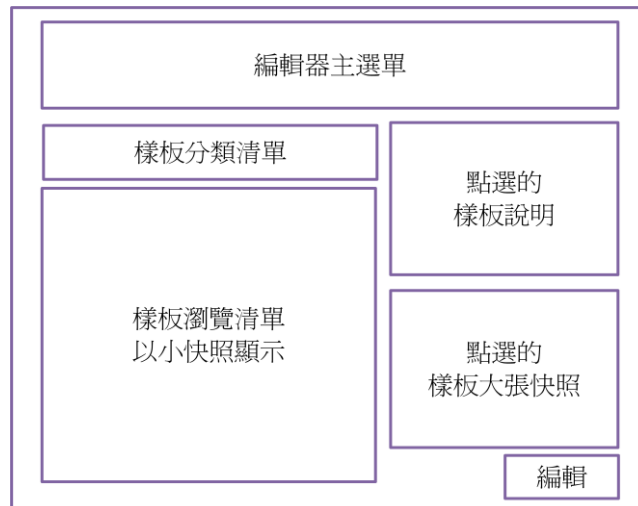 編輯器主選單
樣板分類清單
點選的
樣板說明
樣板瀏覽清單
以小快照顯示
點選的
樣板大張快照
編輯